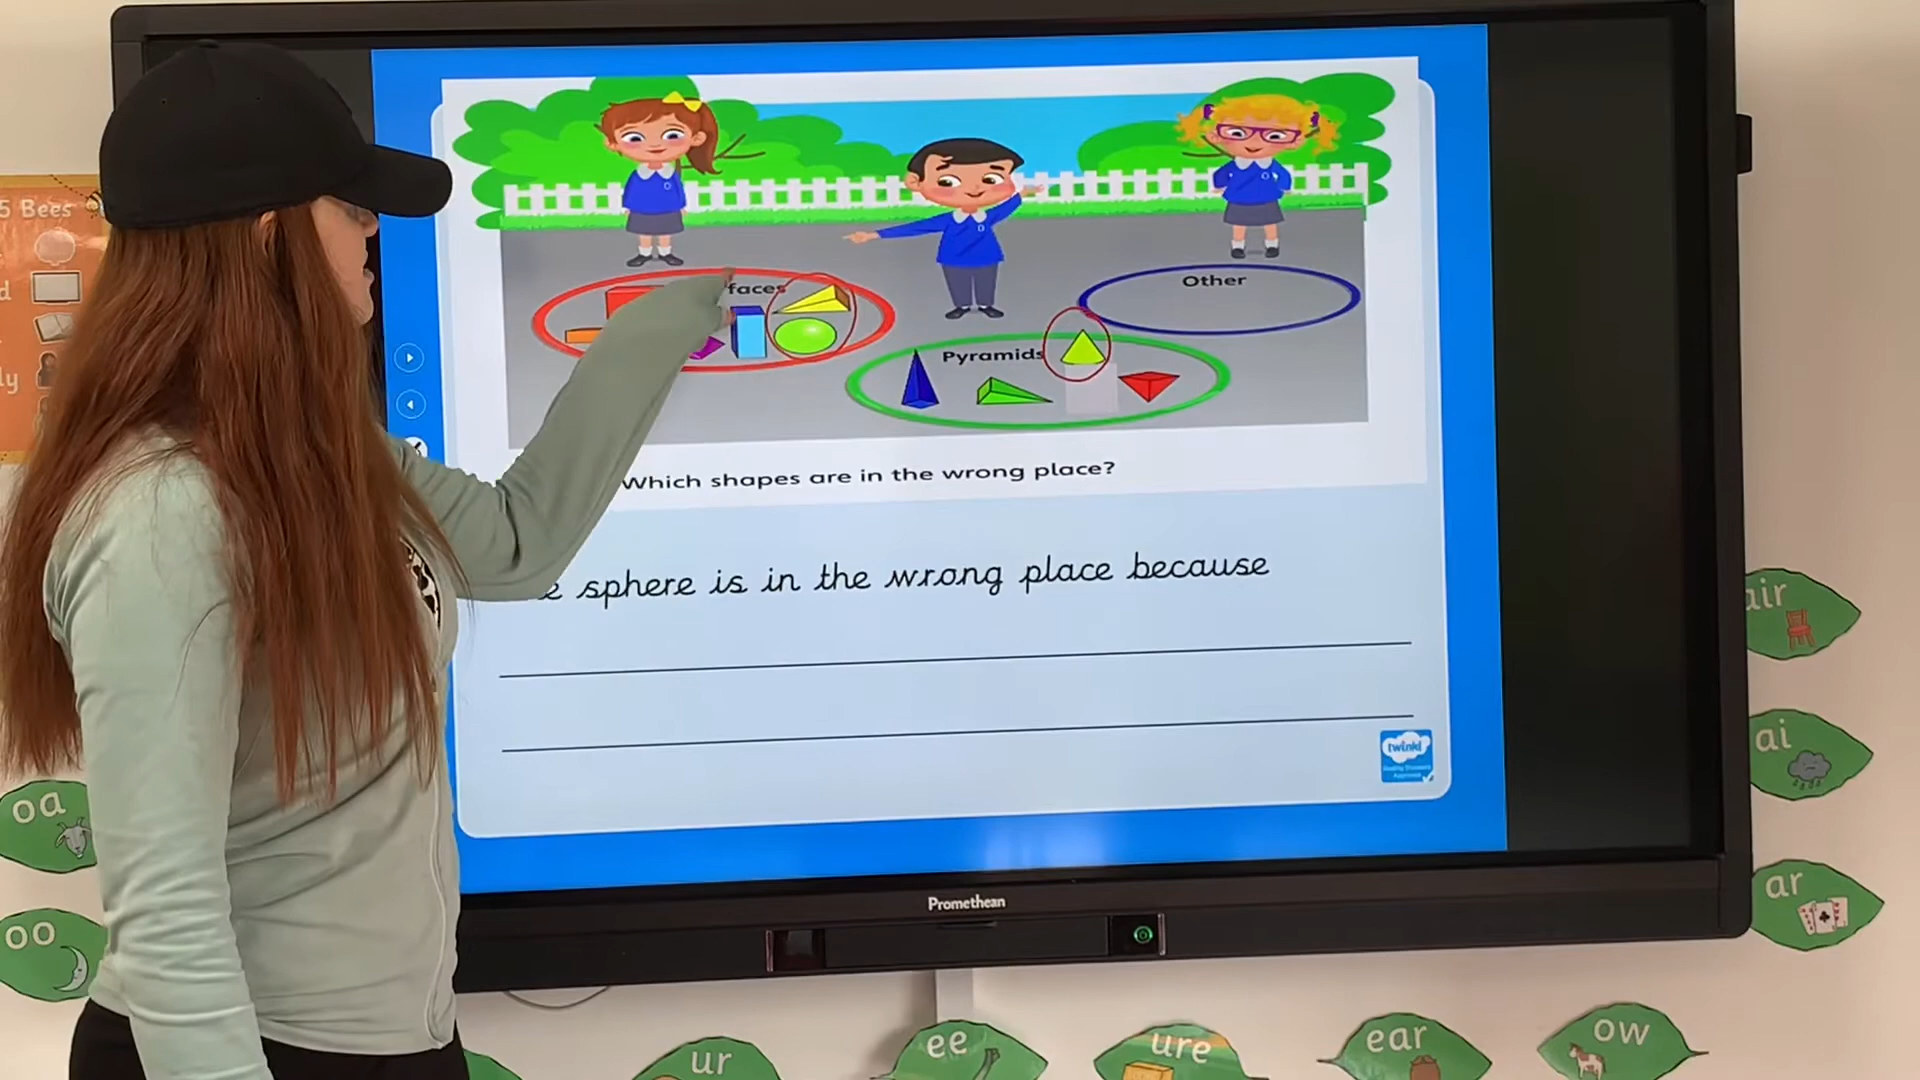 5 Bees
faces
Other
Pyramids
Which shapes are in the wrong place?
sphere is in the wrong place because
twinkl
Promethean
air
ai
ar
oa
oo
ur
ee
ure
ear
ow